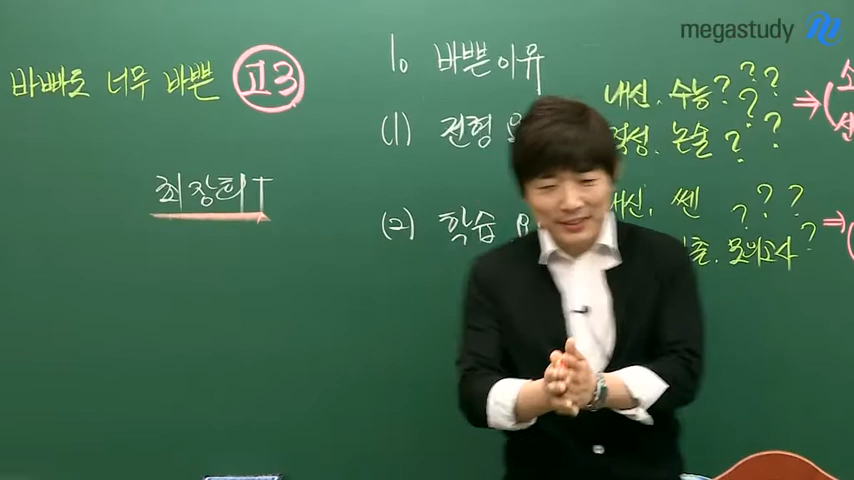 megastudy
바빠도 너무 바쁜 고3
최장희T
1. 바쁜이유
(1) 전형
내신. 수능???
적성. 논술???
(2) 학습
내신. 쎈 ???
모의고사?